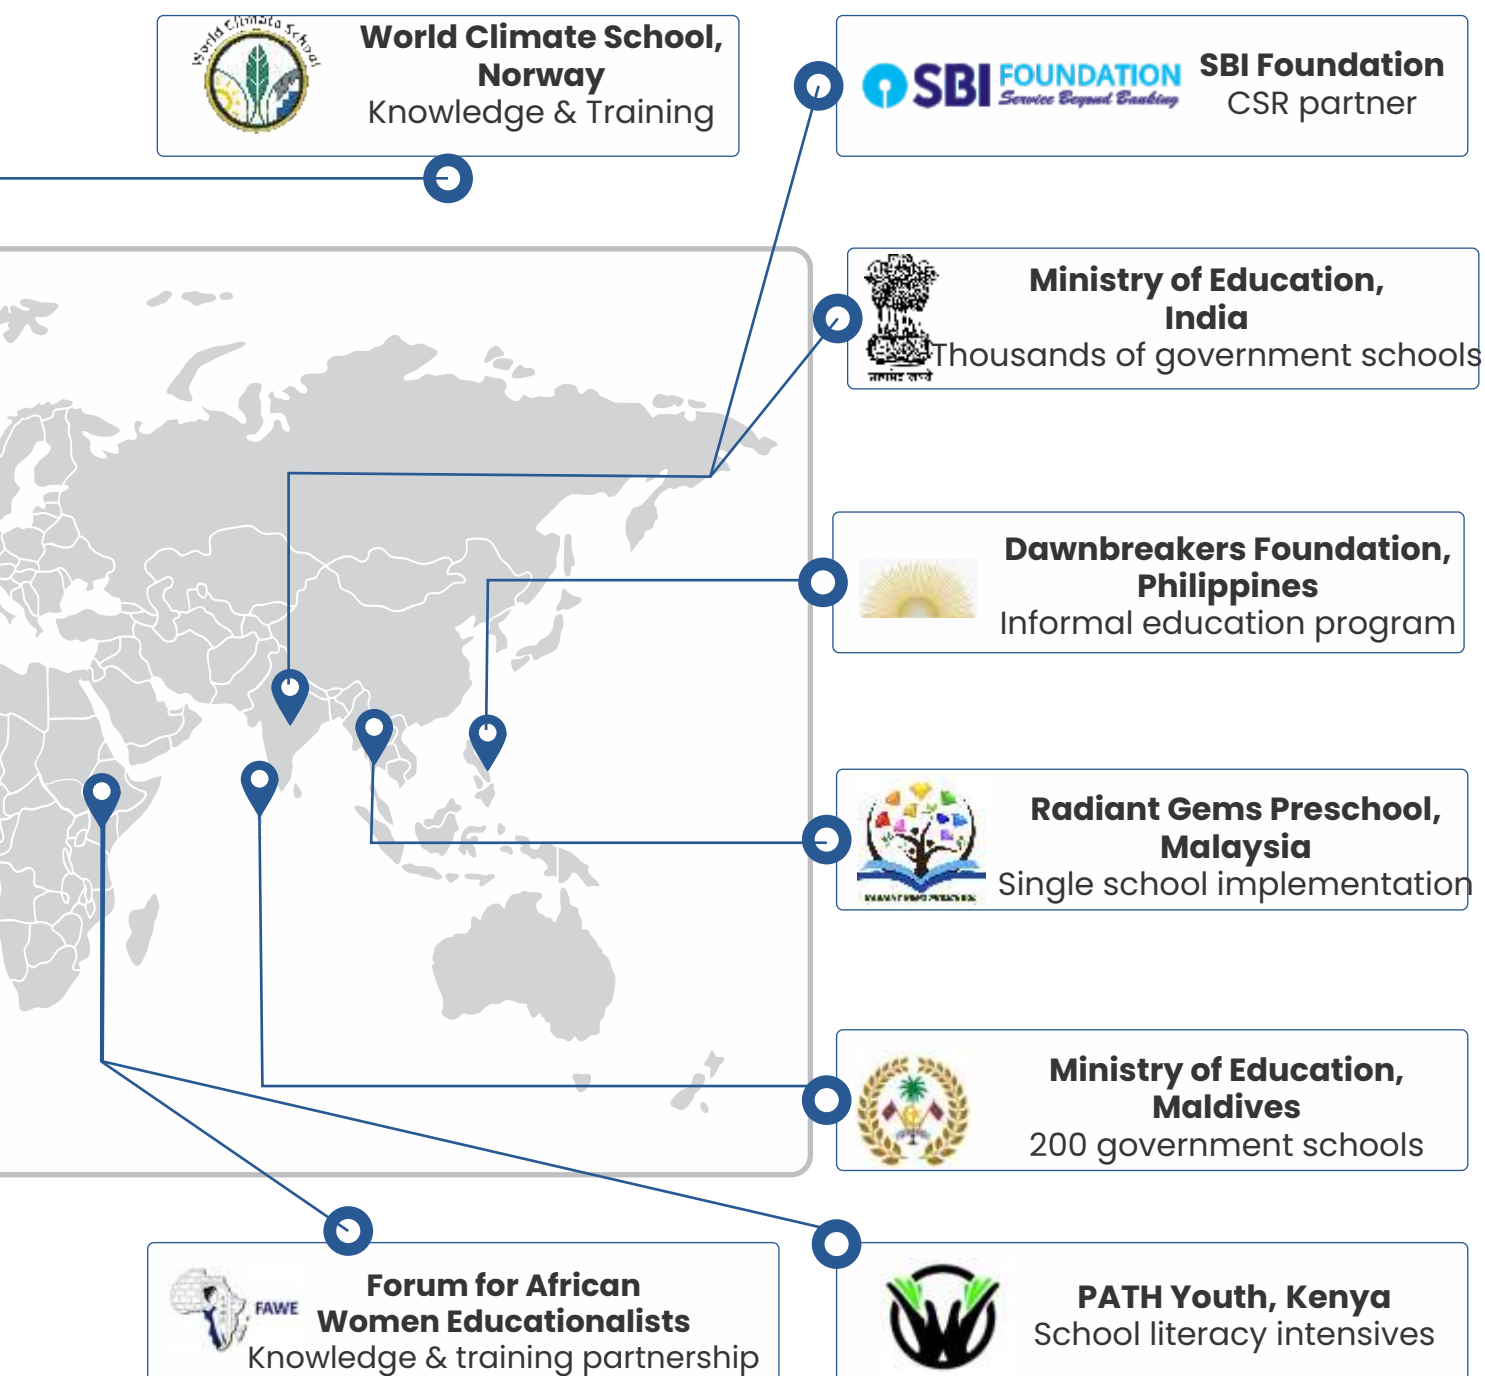 World Climate School
World Climate School,
Norway
Knowledge & Training
SBI FOUNDATION
Service Beyond Banking
SBI Foundation
CSR partner
Ministry of Education,
India
Thousands of government schools
Dawnbreakers Foundation,
Philippines
Informal education program
Radiant Gems Preschool,
Malaysia
Single school implementation
Ministry of Education,
Maldives
200 government schools
FAWE
Forum for African
Women Educationalists
Knowledge & training partnership
PATH Youth, Kenya
School literacy intensives